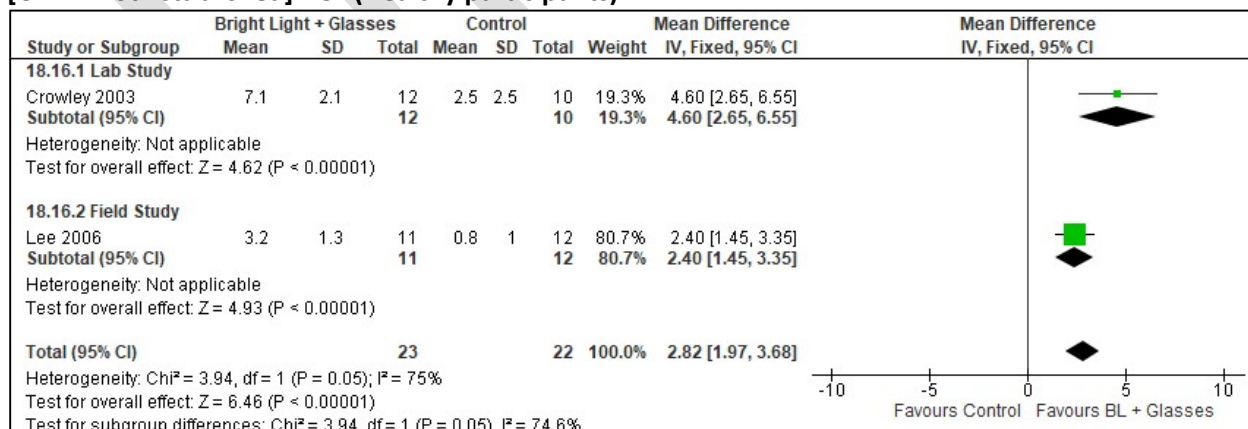 Bright Light + Glasses Control Mean Difference Mean Difference
Study or Subgroup Mean SD Total Mean SD Total Weight IV, Fixed, 95% CI IV, Fixed, 95% CI
18.16.1 Lab Study
Crowley 2003 7.1 2.1 12 2.5 2.5 10 19.3% 4.60 [2.65, 6.55]
Subtotal (95% CI) 12 10 19.3% 4.60 [2.65, 6.55]
Heterogeneity: Not applicable
Test for overall effect: Z = 4.62 (P < 0.00001)
18.16.2 Field Study
Lee 2006 3.2 1.3 11 0.8 1 12 80.7% 2.40 [1.45, 3.35]
Subtotal (95% CI) 11 12 80.7% 2.40 [1.45, 3.35]
Heterogeneity: Not applicable
Test for overall effect: Z = 4.93 (P < 0.00001)
Total (95% CI) 23 22 100.0% 2.82 [1.97, 3.68]
Heterogeneity: Chi² = 3.94, df = 1 (P = 0.05); I² = 75%
Test for overall effect: Z = 6.46 (P < 0.00001)
Test for subgroup differences: Chi² = 3.94, df = 1 (P = 0.05), I² = 74.6%
-10 -5 0 5 10
Favours Control Favours BL + Glasses